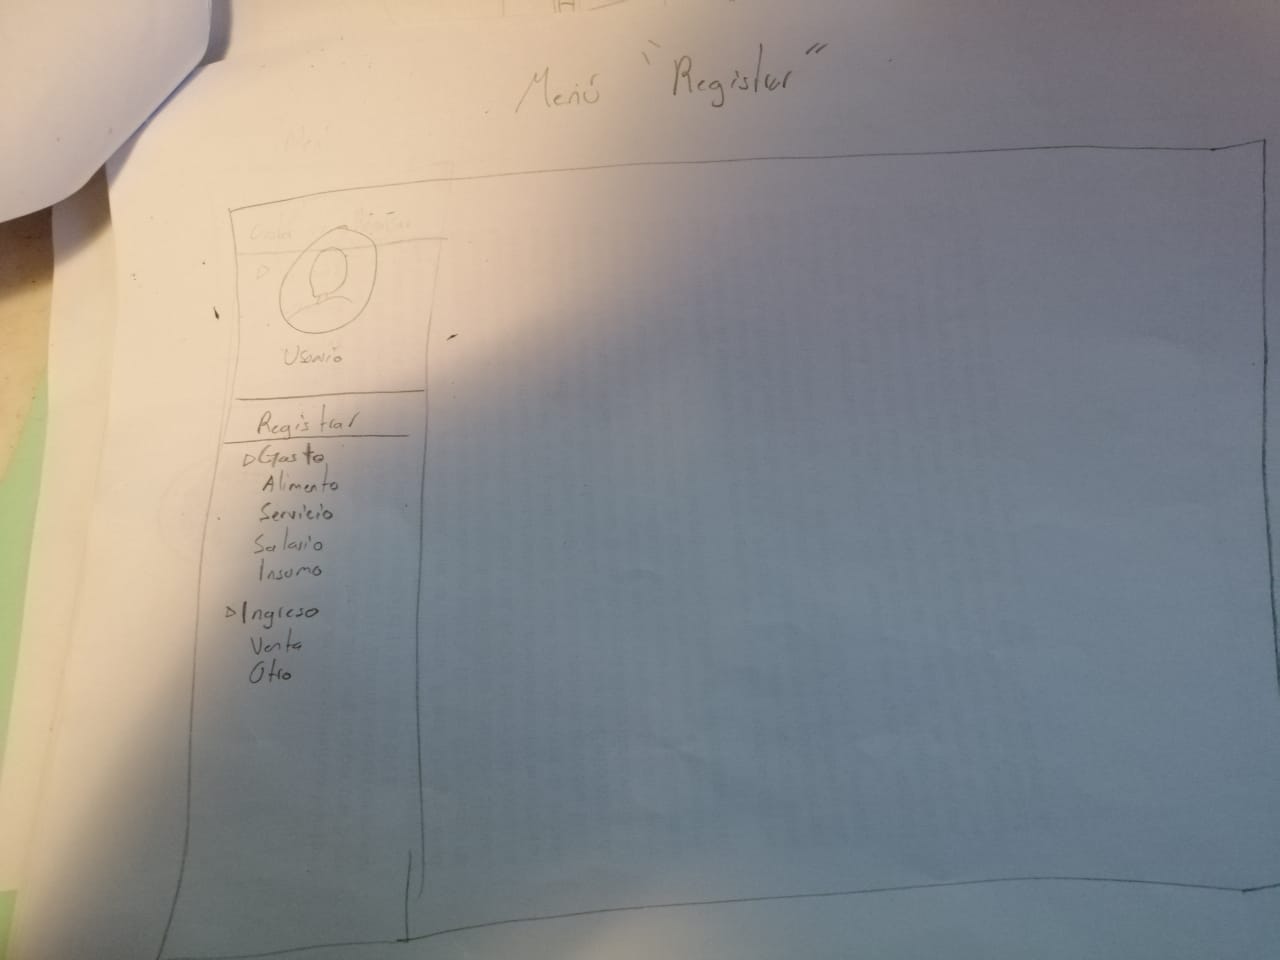 Menú "Registrar"
Usuario
Registrar
Gasto
Alimento
Servicio
Salario
Insumo
Ingreso
Venta
Otro